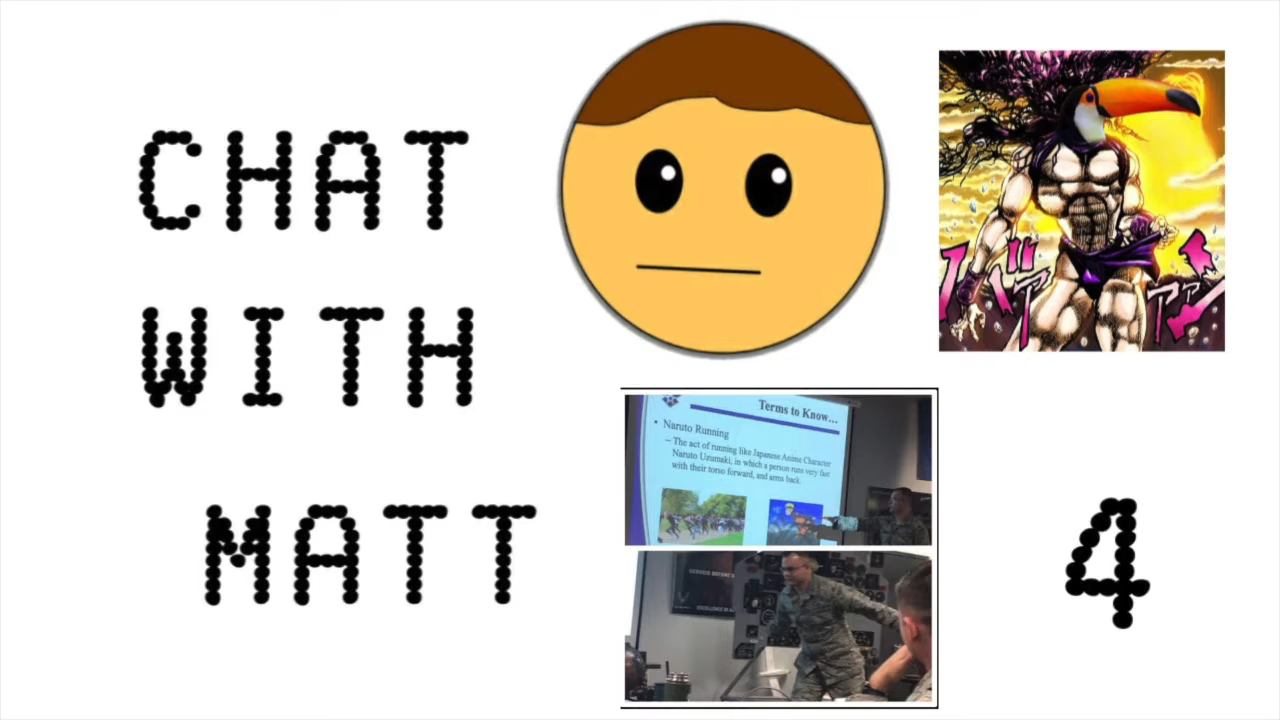 CHAT
WITH
MATT
4
Terms to Know...
• Naruto Running
– The act of running like Japanese Anime Character
Naruto Uzumaki, in which a person runs very fast
with their torso forward, and arms back.